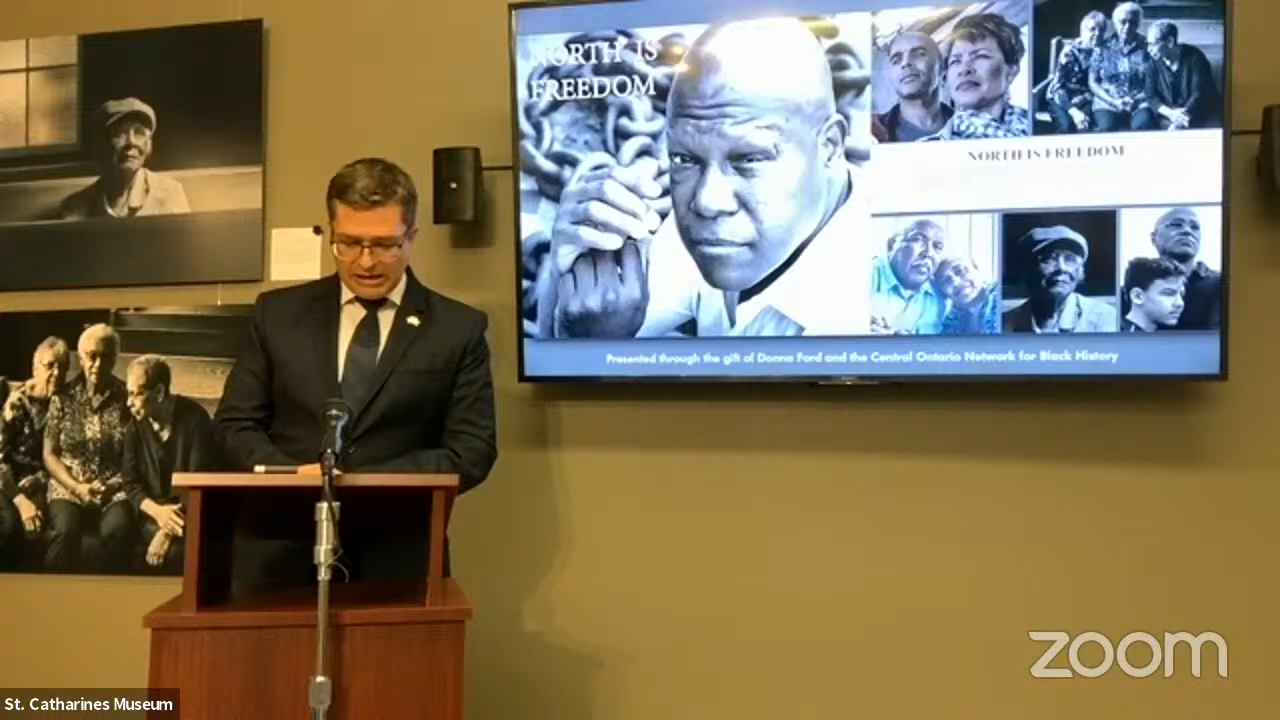 NORTH IS
FREEDOM
NORTH IS FREEDOM
Presented through the gift of Donna Ford and the Central Ontario Network for Black History
zoom
St. Catharines Museum